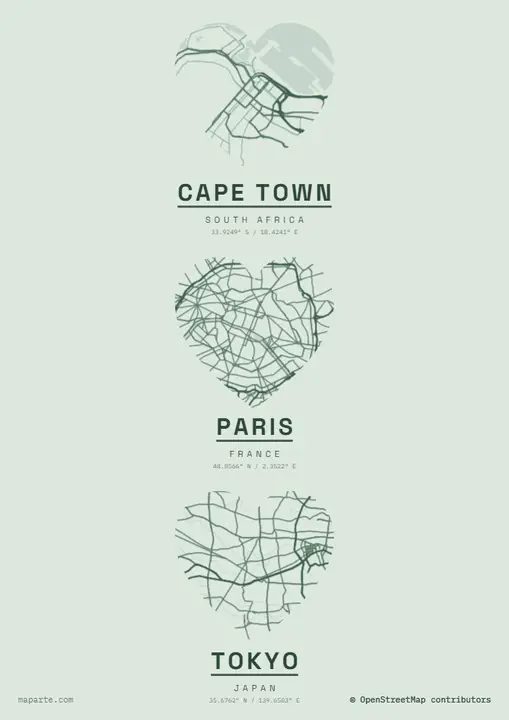 CAPE TOWN
SOUTH AFRICA
33.9249° S / 18.4241° E
PARIS
FRANCE
48.8566° N / 2.3522° E
TOKYO
JAPAN
35.6762° N / 139.6503° E
maparte.com
© OpenStreetMap contributors